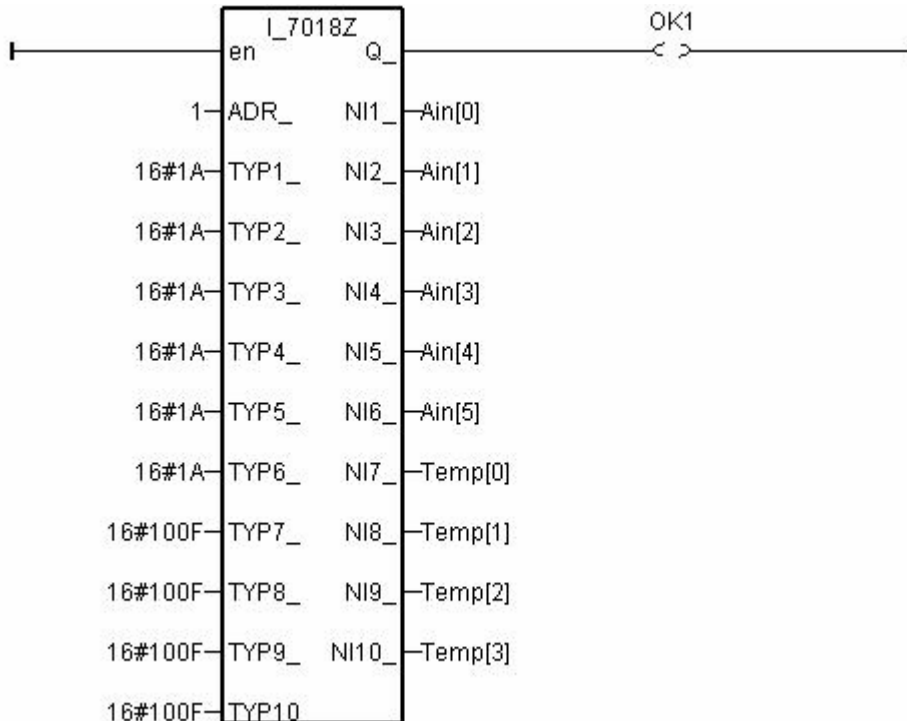 I_7018Z
OK1
en Q_
1 ADR_ NI1_ Ain[0]
16#1A TYP1_ NI2_ Ain[1]
16#1A TYP2_ NI3_ Ain[2]
16#1A TYP3_ NI4_ Ain[3]
16#1A TYP4_ NI5_ Ain[4]
16#1A TYP5_ NI6_ Ain[5]
16#1A TYP6_ NI7_ Temp[0]
16#100F TYP7_ NI8_ Temp[1]
16#100F TYP8_ NI9_ Temp[2]
16#100F TYP9_ NI10_ Temp[3]
16#100F TYP10